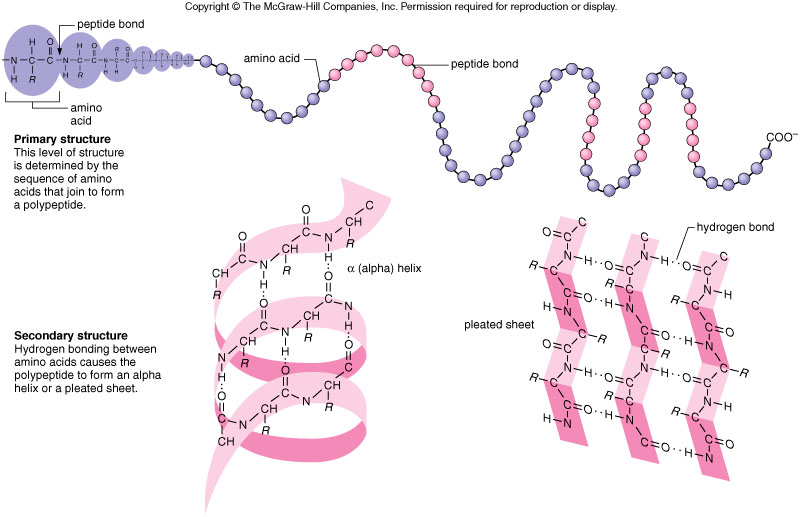 Copyright © The McGraw-Hill Companies, Inc. Permission required for reproduction or display.
peptide bond
amino acid
peptide bond
amino
acid
COO⁻
Primary structure
This level of structure
is determined by the
sequence of amino
acids that join to form
a polypeptide.
hydrogen bond
α (alpha) helix
pleated sheet
Secondary structure
Hydrogen bonding between
amino acids causes the
polypeptide to form an alpha
helix or a pleated sheet.